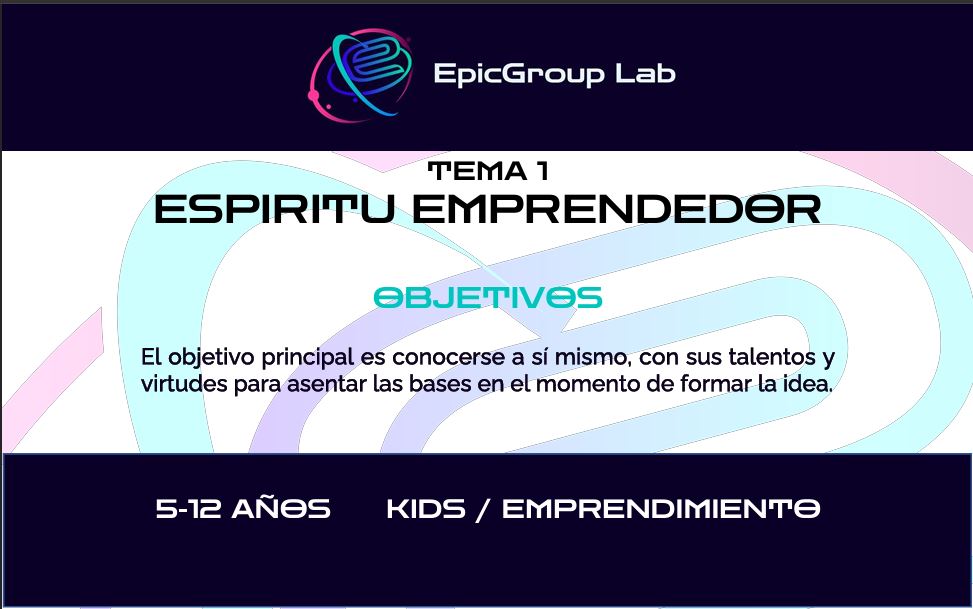 EpicGroup Lab
TEMA 1
ESPIRITU EMPRENDEDOR
OBJETIVOS
El objetivo principal es conocerse a sí mismo, con sus talentos y
virtudes para asentar las bases en el momento de formar la idea.
5-12 AÑOS KIDS / EMPRENDIMIENTO